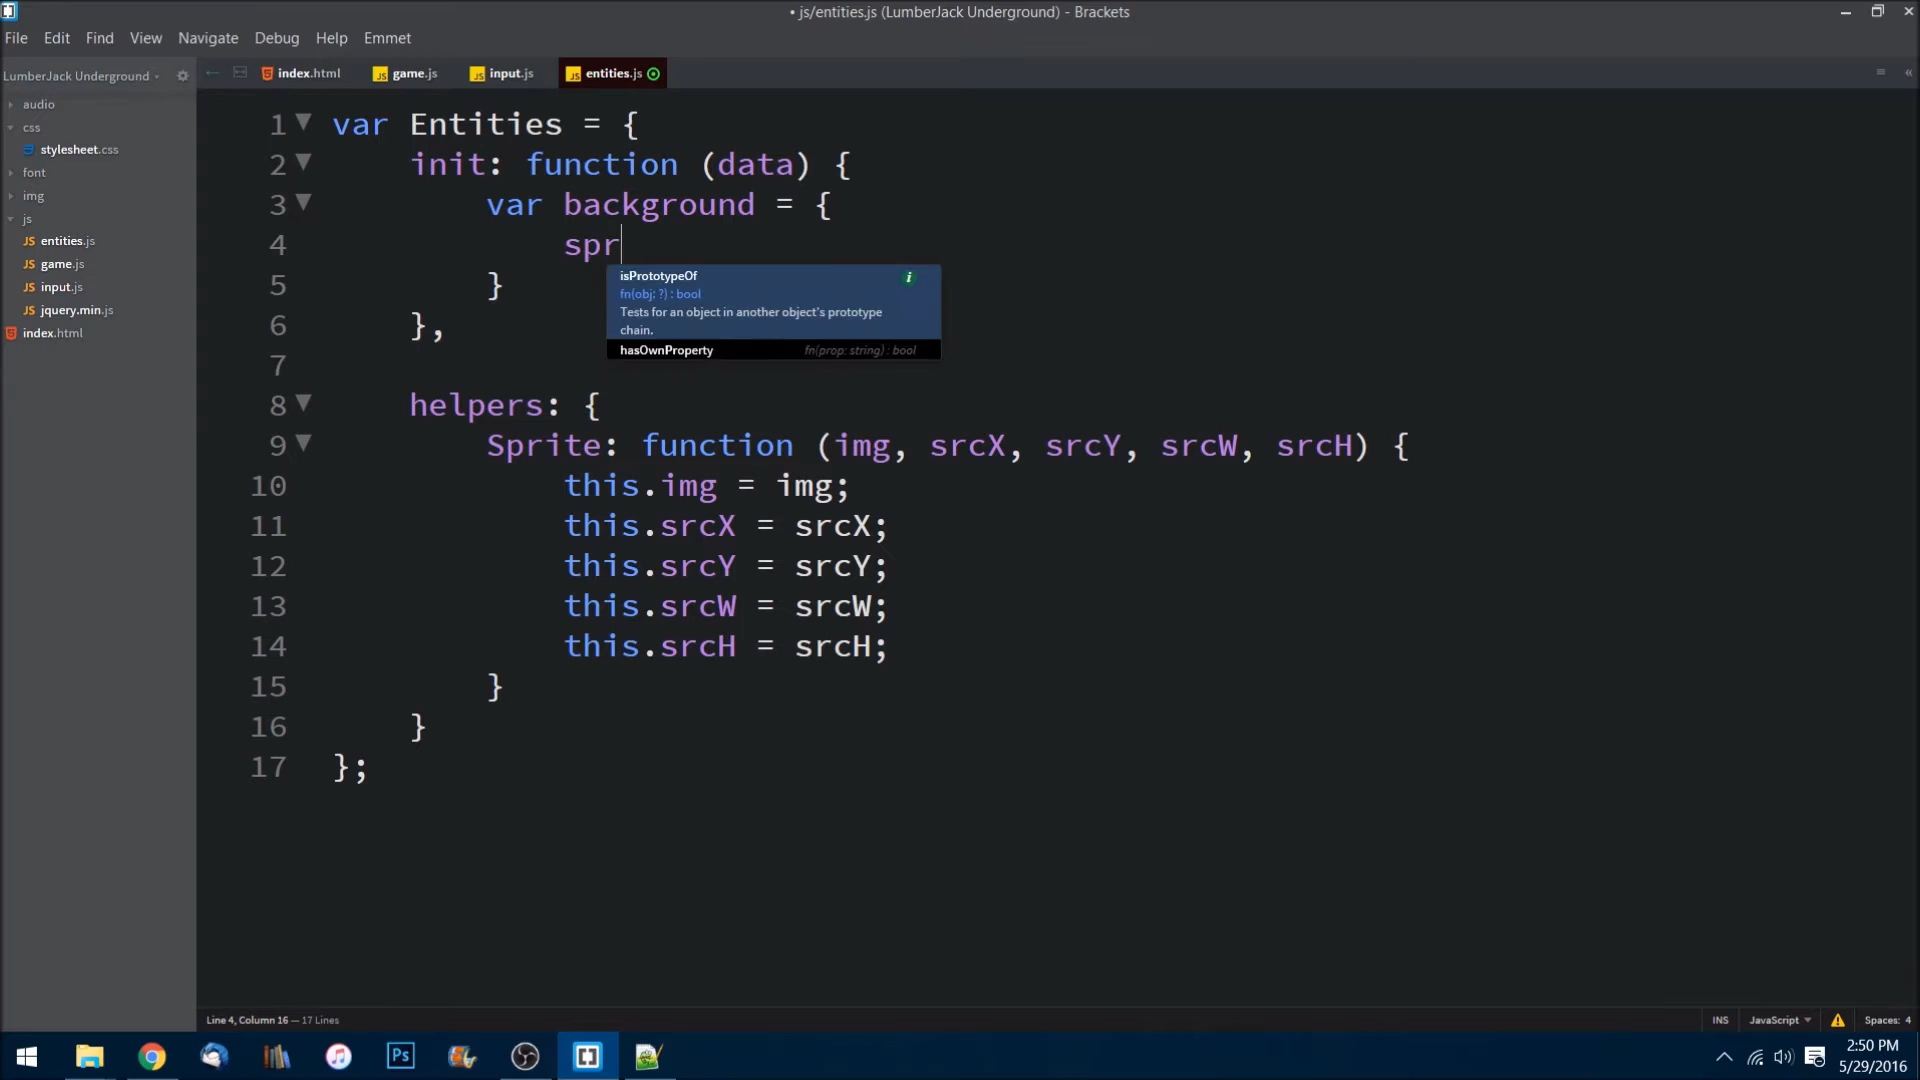 • js/entities.js (LumberJack Underground) - Brackets
File Edit Find View Navigate Debug Help Emmet
LumberJack Underground
index.html game.js input.js entities.js
audio
css
stylesheet.css
font
img
js
JS entities.js
JS game.js
JS input.js
JS jquery.min.js
index.html
1 var Entities = {
2 init: function (data) {
3 var background = {
4 spr
5 }
6 },
7
8 helpers: {
9 Sprite: function (img, srcX, srcY, srcW, srcH) {
10 this.img = img;
11 this.srcX = srcX;
12 this.srcY = srcY;
13 this.srcW = srcW;
14 this.srcH = srcH;
15 }
16 }
17 };
isPrototypeOf
fn(obj: ?) : bool
Tests for an object in another object's prototype
chain.
hasOwnProperty fn(prop: string) : bool
Line 4, Column 16 — 17 Lines
INS JavaScript Spaces: 4
Ps
2:50 PM
5/29/2016